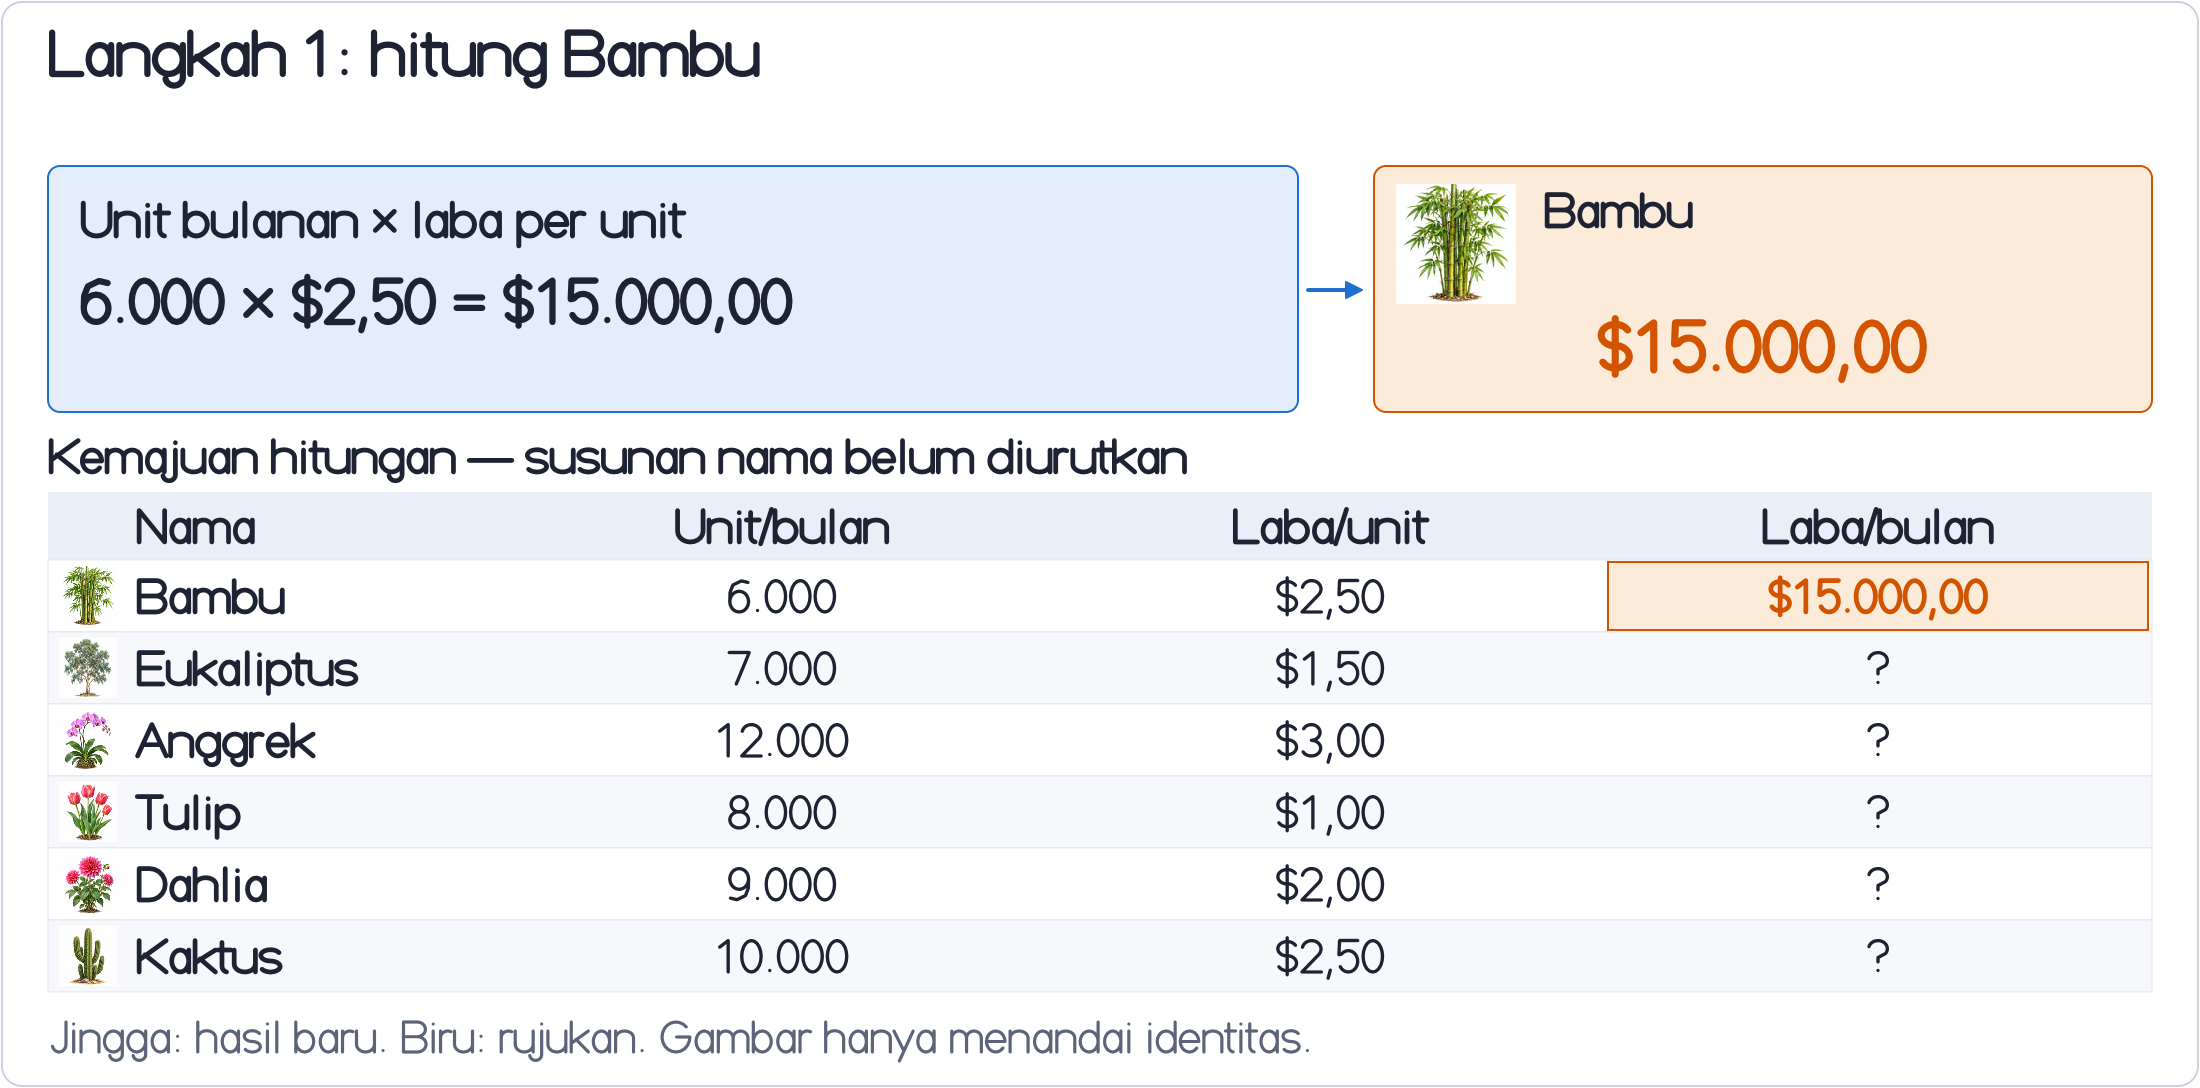 Langkah 1: hitung Bambu
Unit bulanan × laba per unit
6.000 × $2,50 = $15.000,00
Bambu
$15.000,00
Kemajuan hitungan — susunan nama belum diurutkan
Nama Unit/bulan Laba/unit Laba/bulan
Bambu 6.000 $2,50 $15.000,00
Eukaliptus 7.000 $1,50 ?
Anggrek 12.000 $3,00 ?
Tulip 8.000 $1,00 ?
Dahlia 9.000 $2,00 ?
Kaktus 10.000 $2,50 ?
Jingga: hasil baru. Biru: rujukan. Gambar hanya menandai identitas.